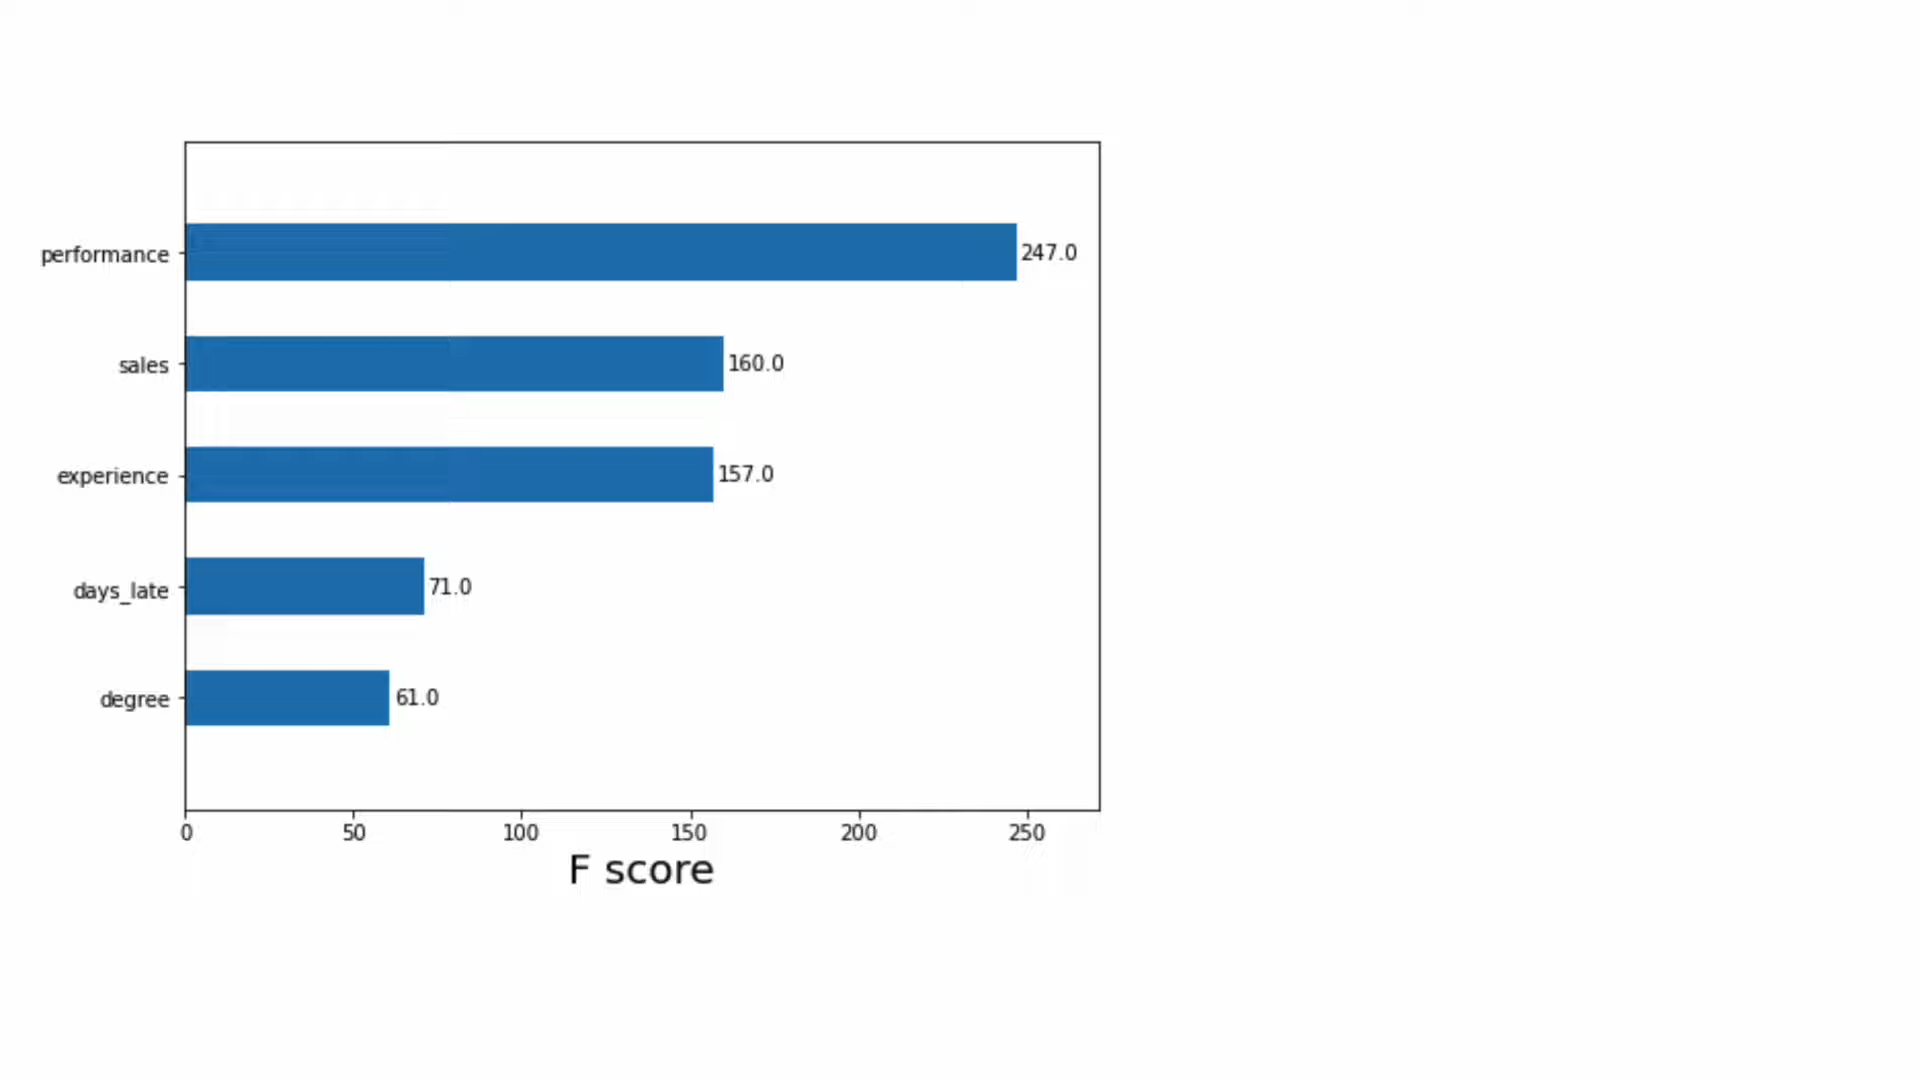 performance 247.0
sales 160.0
experience 157.0
days_late 71.0
degree 61.0
0 50 100 150 200 250
F score